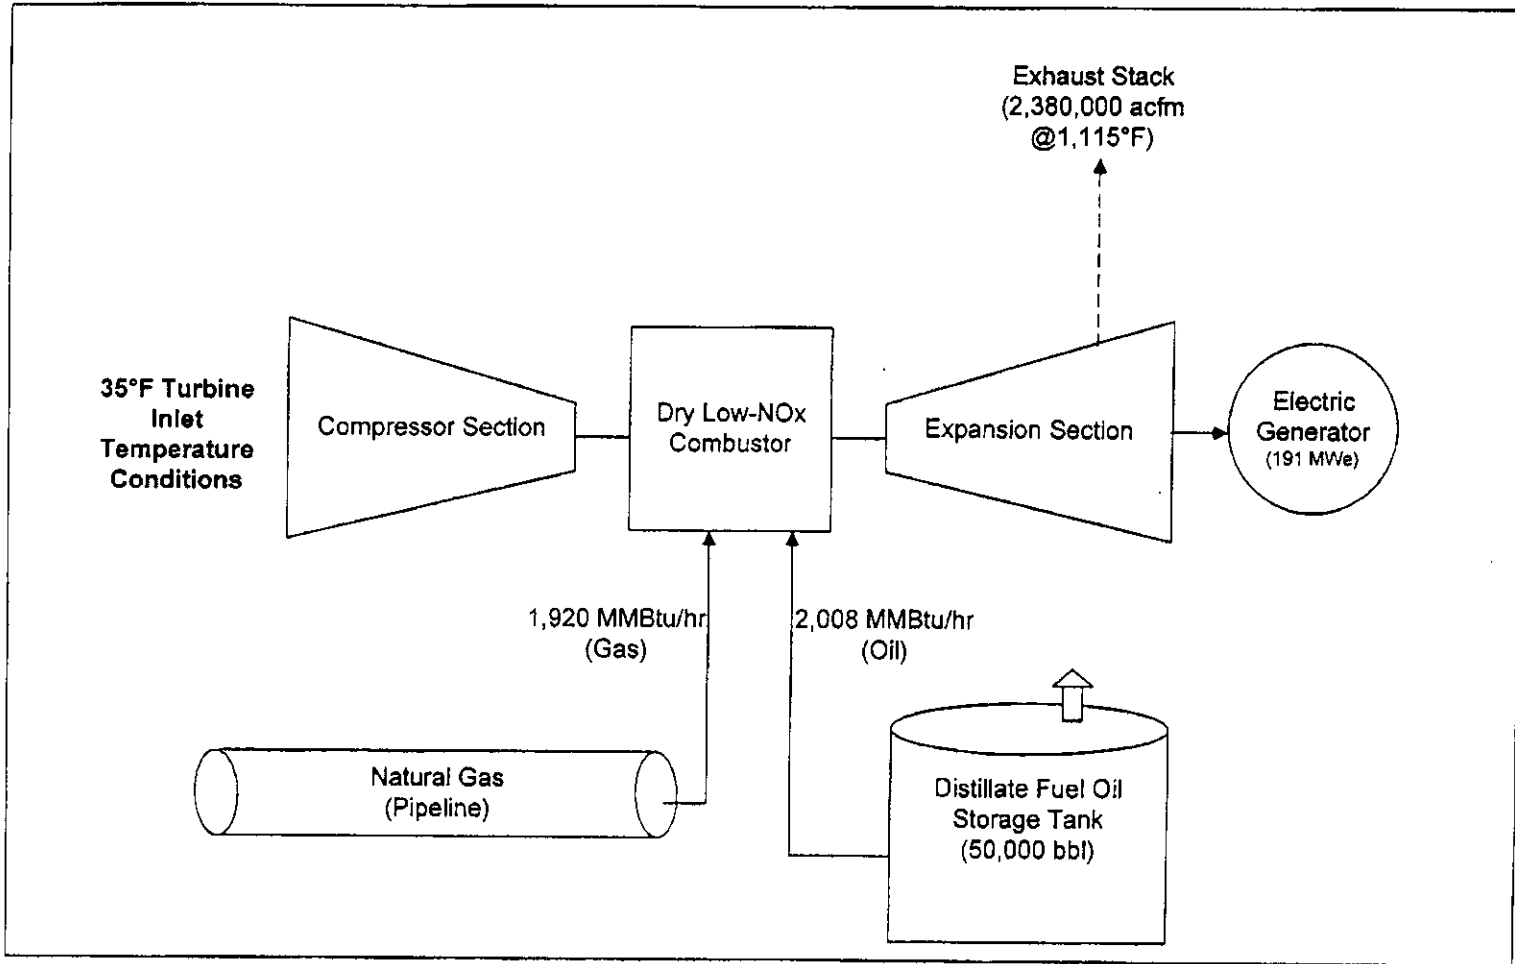 Exhaust Stack
(2,380,000 acfm
@1,115°F)
35°F Turbine
Inlet
Temperature
Conditions
Compressor Section
Dry Low-NOx
Combustor
Expansion Section
Electric
Generator
(191 MWe)
1,920 MMBtu/hr
(Gas)
2,008 MMBtu/hr
(Oil)
Natural Gas
(Pipeline)
Distillate Fuel Oil
Storage Tank
(50,000 bbl)